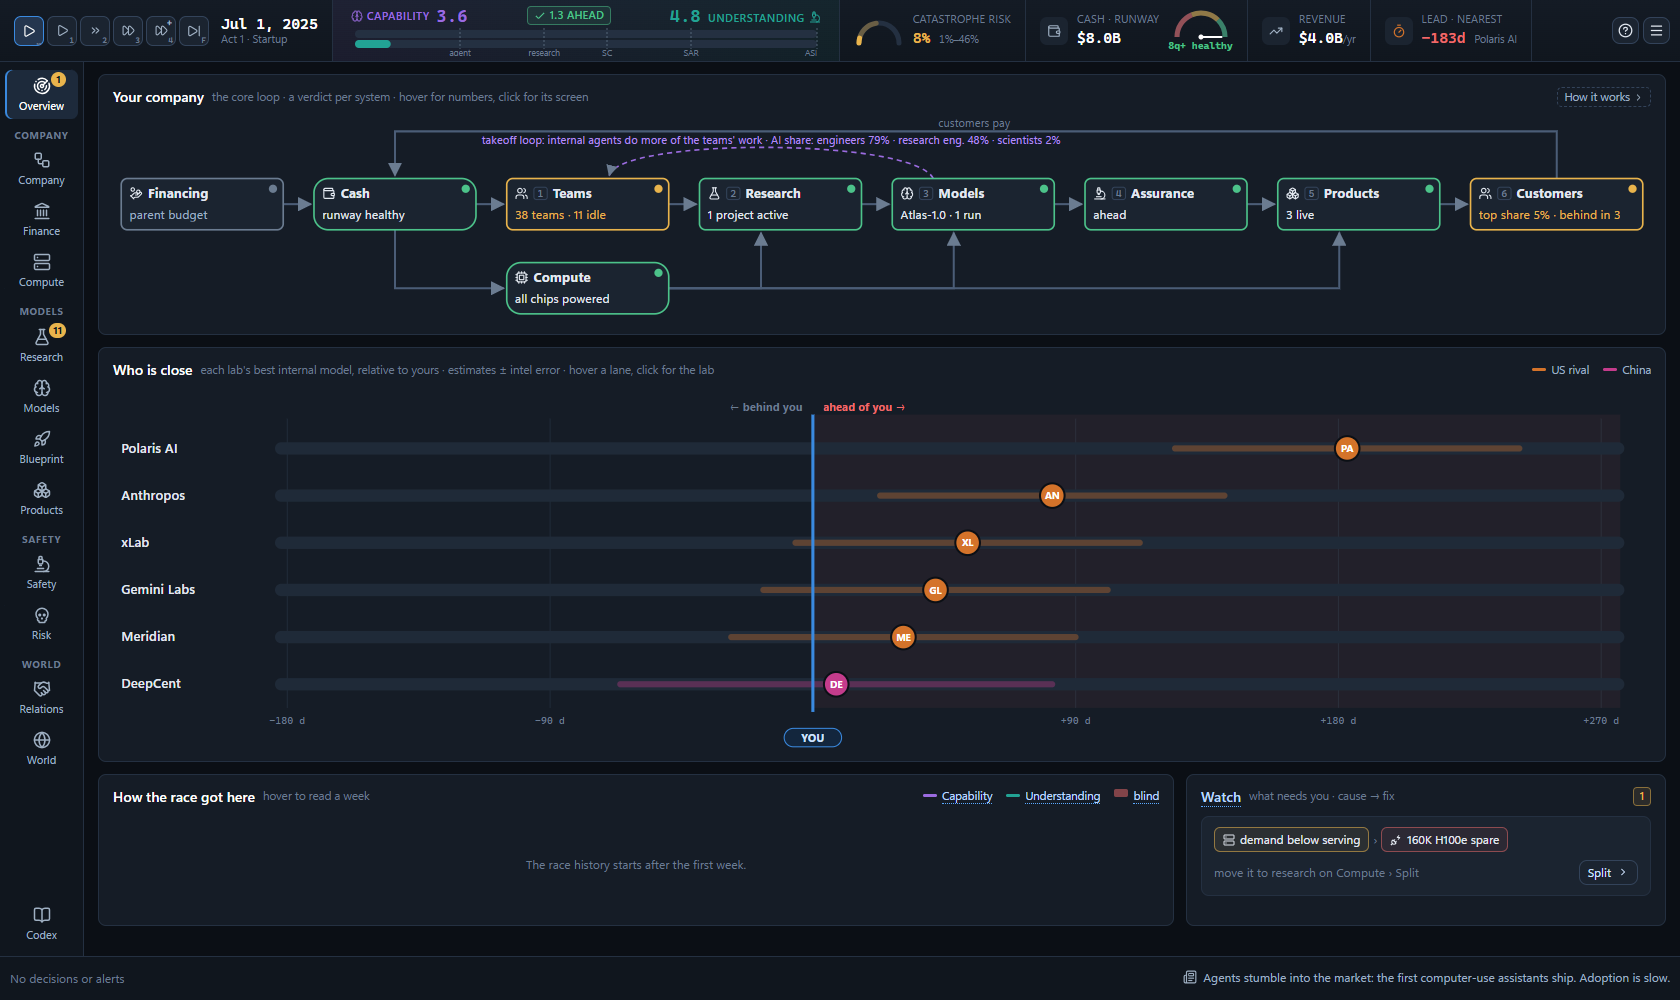 Jul 1, 2025
Act 1 · Startup
1 2 3 4 F
CAPABILITY 3.6
1.3 AHEAD
4.8 UNDERSTANDING
agent research SC SAR ASI
CATASTROPHE RISK
8% 1%–46%
CASH · RUNWAY
$8.0B
8q+ healthy
REVENUE
$4.0B/yr
LEAD · NEAREST
−183d Polaris AI
1
Overview
COMPANY
Company
Finance
Compute
MODELS
11
Research
Models
Blueprint
Products
SAFETY
Safety
Risk
WORLD
Relations
World
Codex
Your company the core loop · a verdict per system · hover for numbers, click for its screen
How it works ›
customers pay
takeoff loop: internal agents do more of the teams' work · AI share: engineers 79% · research eng. 48% · scientists 2%
Financing
parent budget
Cash
runway healthy
1 Teams
38 teams · 11 idle
2 Research
1 project active
3 Models
Atlas-1.0 · 1 run
4 Assurance
ahead
5 Products
3 live
6 Customers
top share 5% · behind in 3
Compute
all chips powered
Who is close each lab's best internal model, relative to yours · estimates ± intel error · hover a lane, click for the lab
US rival China
← behind you ahead of you →
Polaris AI PA
Anthropos AN
xLab XL
Gemini Labs GL
Meridian ME
DeepCent DE
−180 d −90 d +90 d +180 d +270 d
YOU
How the race got here hover to read a week
Capability Understanding blind
The race history starts after the first week.
Watch what needs you · cause → fix 1
demand below serving › 160K H100e spare
move it to research on Compute › Split
Split ›
No decisions or alerts
Agents stumble into the market: the first computer-use assistants ship. Adoption is slow.